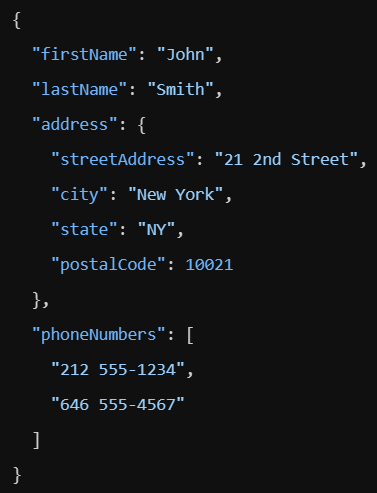 {
  "firstName": "John",
  "lastName": "Smith",
  "address": {
    "streetAddress": "21 2nd Street",
    "city": "New York",
    "state": "NY",
    "postalCode": 10021
  },
  "phoneNumbers": [
    "212 555-1234",
    "646 555-4567"
  ]
}